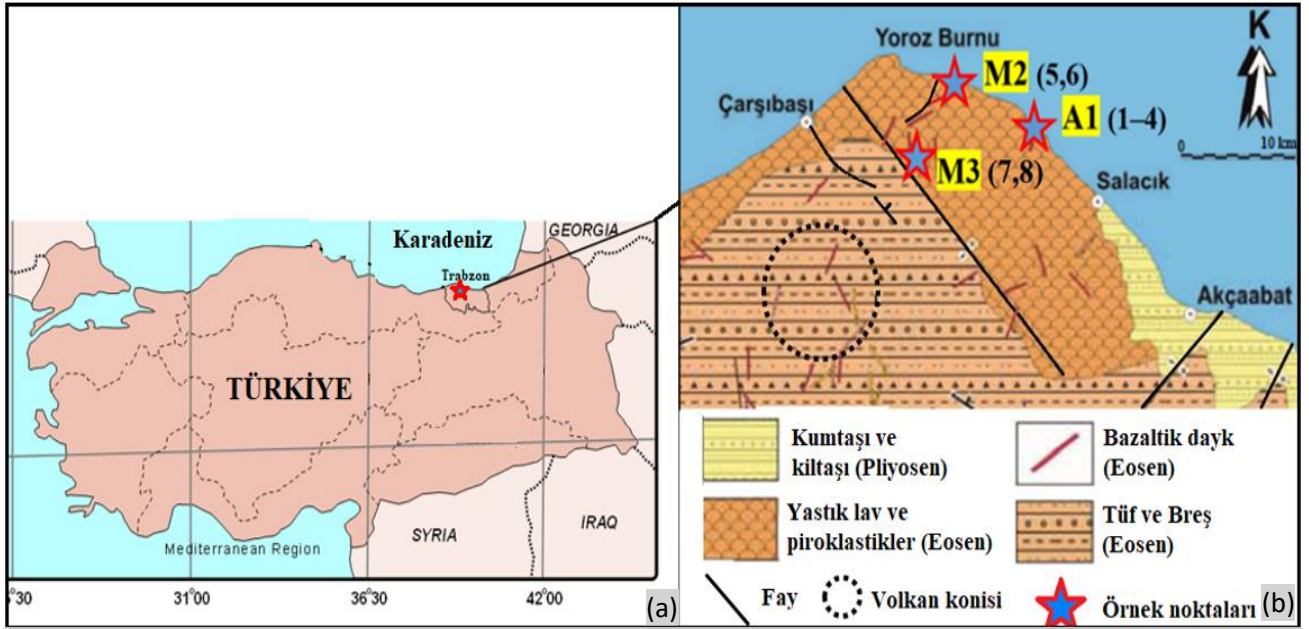 Karadeniz
GEORGIA
Trabzon
TÜRKİYE
SYRIA
IRAQ
Mediterranean Region
30
31°00
36°30
42°00
(a)
Yoroz Burnu
K
M2 (5,6)
Çarşıbaşı
A1 (1–4)
0 10 km
M3 (7,8)
Salacık
Akçaabat
Kumtaşı ve
kiltaşı (Pliyosen)
Bazaltik dayk
(Eosen)
Yastık lav ve
piroklastikler (Eosen)
Tüf ve Breş
(Eosen)
Fay
Volkan konisi
Örnek noktaları
(b)